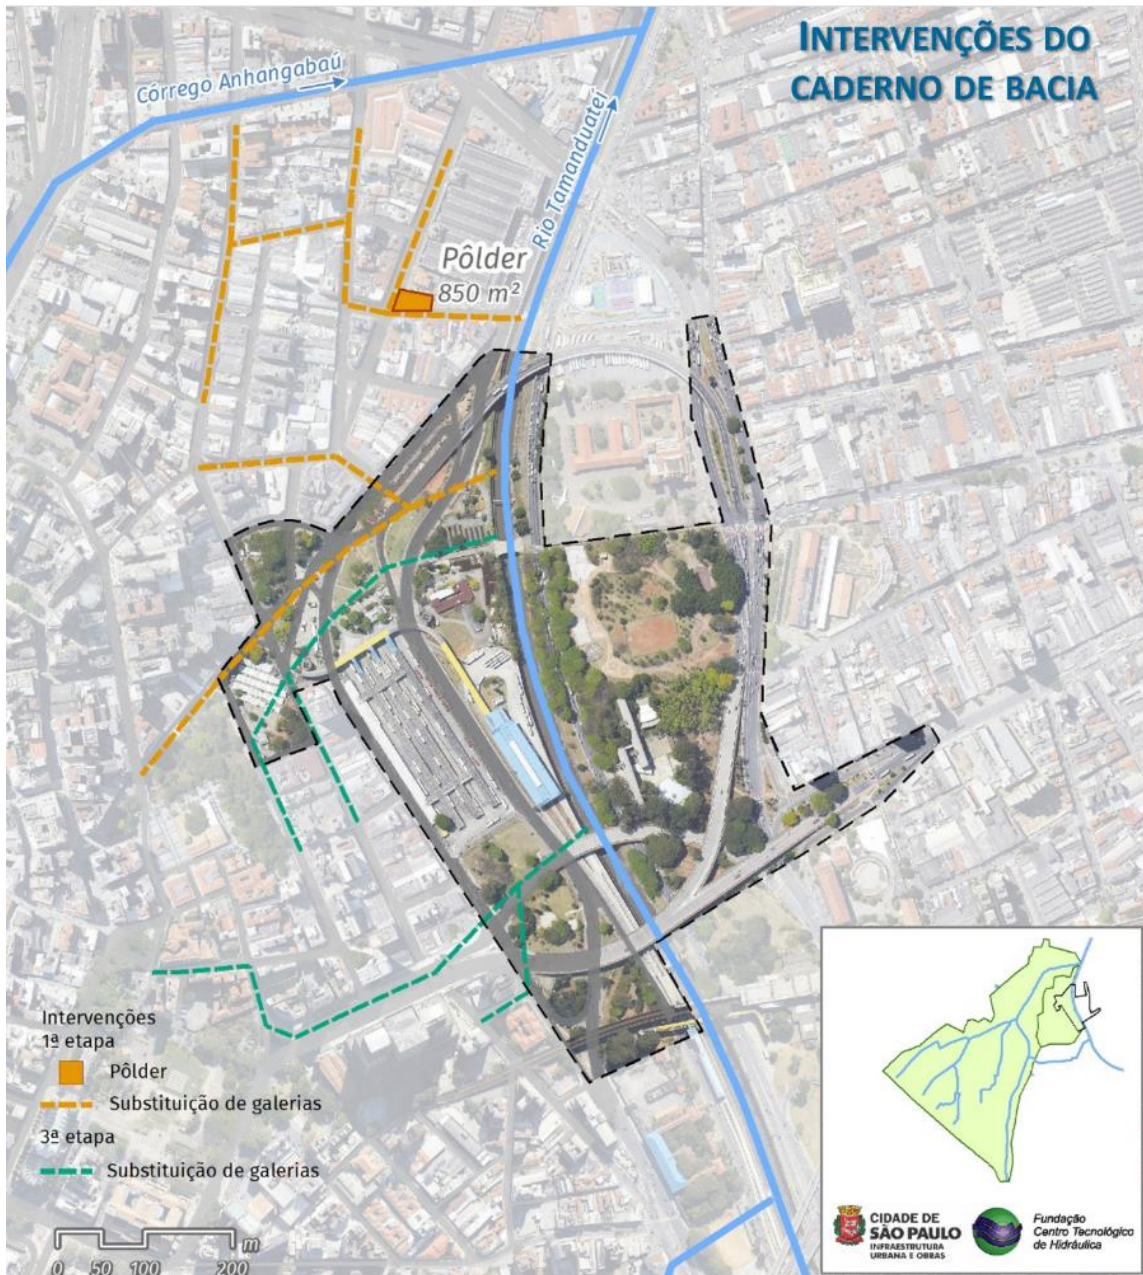 INTERVENÇÕES DO
CADERNO DE BACIA
Córrego Anhangabaú
Rio Tamanduateí
Pôlder
850 m²
Intervenções
1ª etapa
Pôlder
Substituição de galerias
3ª etapa
Substituição de galerias
0 50 100 200 m
CIDADE DE
SÃO PAULO
INFRAESTRUTURA
URBANA E OBRAS
Fundação
Centro Tecnológico
de Hidráulica